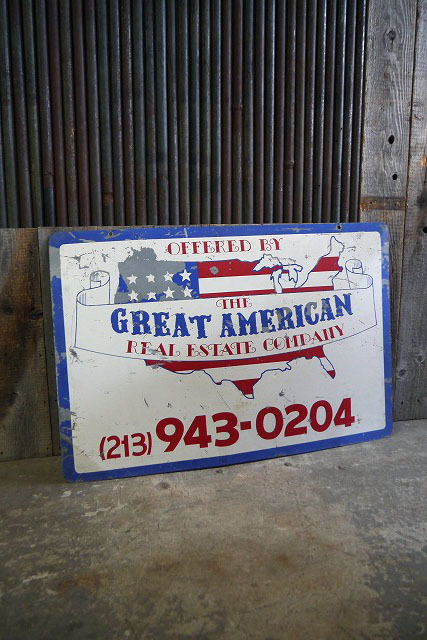 OFFERED BY
THE
GREAT AMERICAN
REAL ESTATE COMPANY
(213) 943-0204